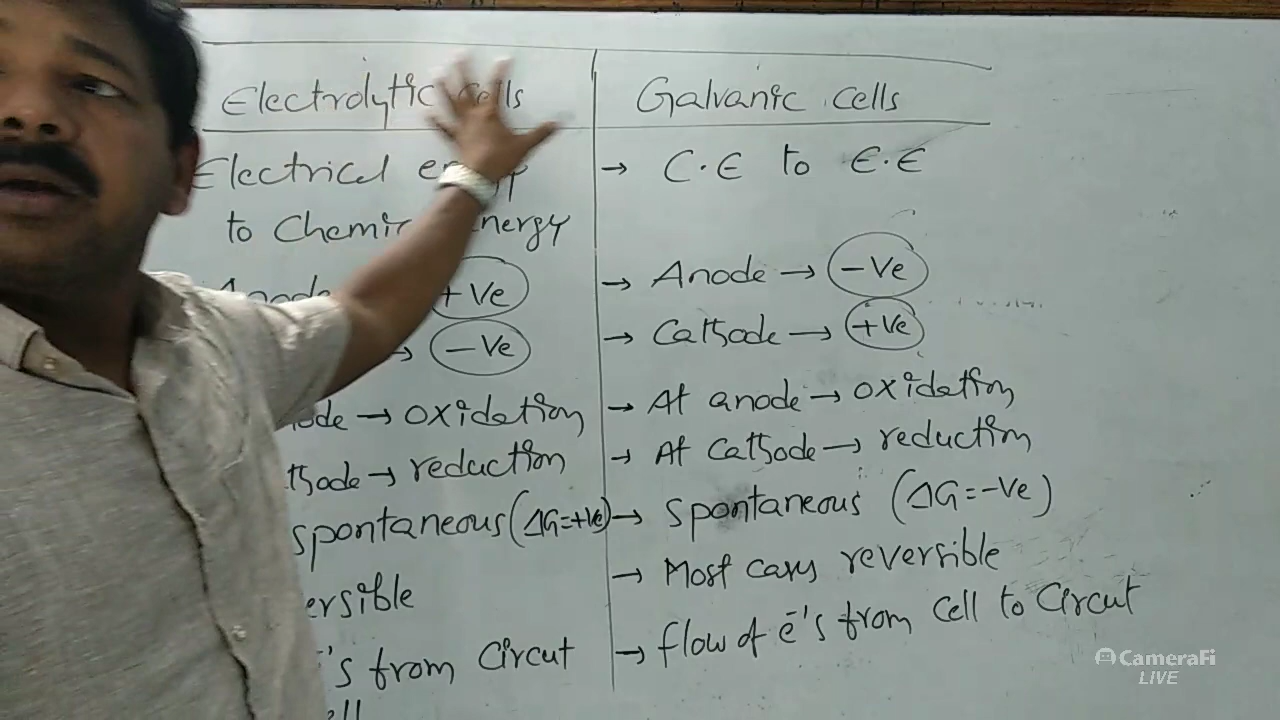 Electrolytic cells
Galvanic cells
Electrical
to Chemi nergy
+ve
-ve
→ oxidation
→ reduction
spontaneous (ΔG=+ve)
ersible
's from Circut
ell
→ C.E to E.E
→ Anode → -ve
→ Cathode → +ve
→ At anode → oxidation
→ At Cathode → reduction
→ spontaneous (ΔG=-ve)
→ Most cases reversible
→ flow of e-'s from Cell to Circut
CameraFi
LIVE